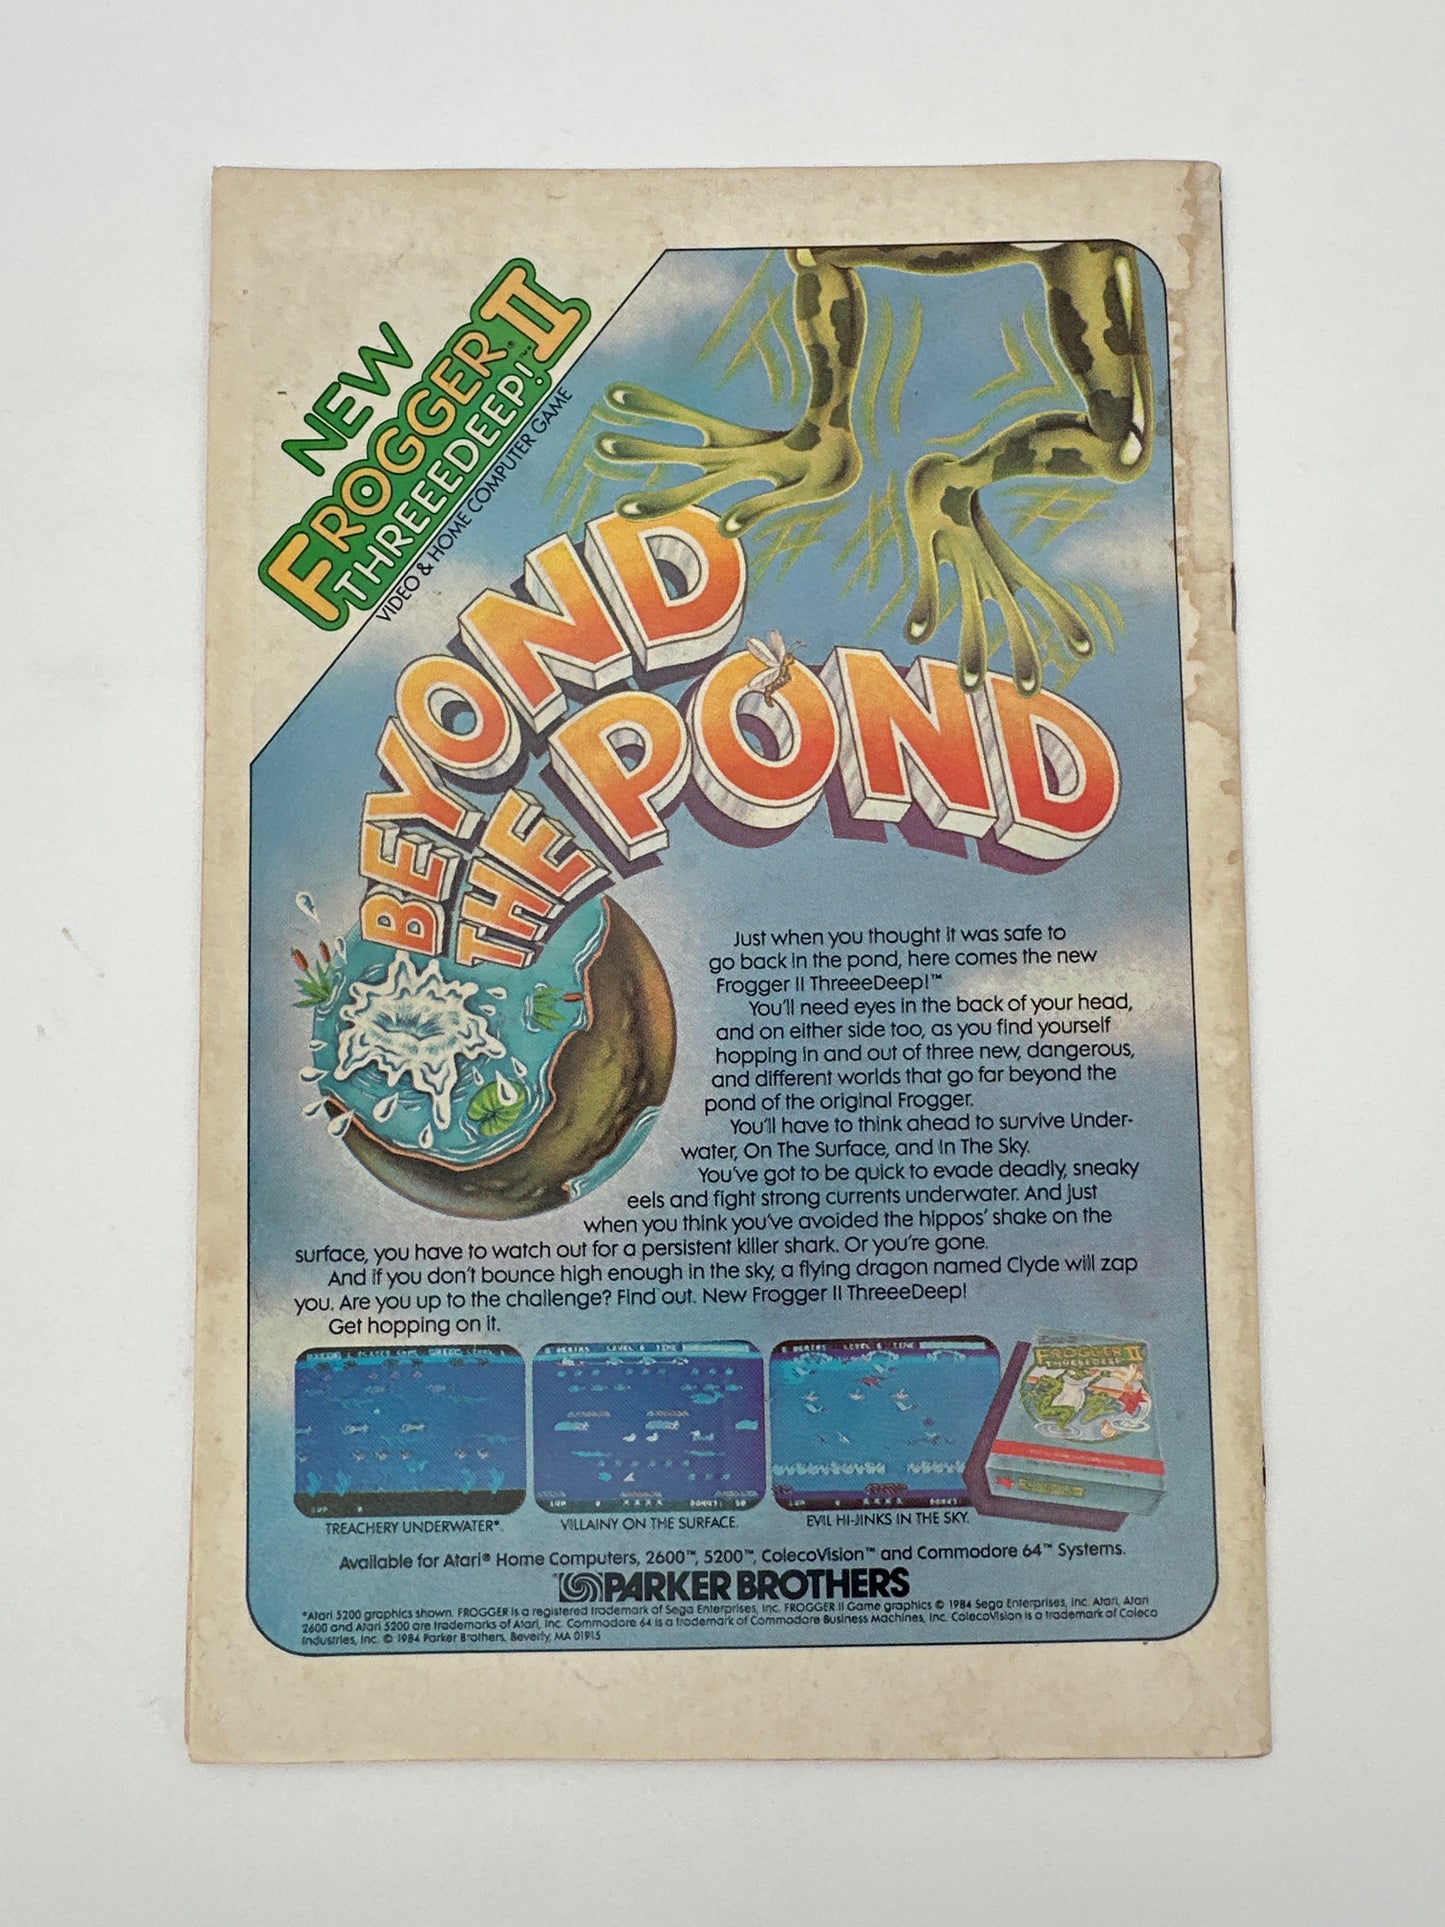 NEW
FROGGER II
THREEEDEEP!™
VIDEO & HOME COMPUTER GAME
BEYOND
THE POND
Just when you thought it was safe to
go back in the pond, here comes the new
Frogger II ThreeeDeep!™
You'll need eyes in the back of your head,
and on either side too, as you find yourself
hopping in and out of three new, dangerous,
and different worlds that go far beyond the
pond of the original Frogger.
You'll have to think ahead to survive Under-
water, On The Surface, and In The Sky.
You've got to be quick to evade deadly, sneaky
eels and fight strong currents underwater. And just
when you think you've avoided the hippos' shake on the
surface, you have to watch out for a persistent killer shark. Or you're gone.
And if you don't bounce high enough in the sky, a flying dragon named Clyde will zap
you. Are you up to the challenge? Find out. New Frogger II ThreeeDeep!
Get hopping on it.
LEVEL 6 TIME
LEVEL 6 TIME
FROGGER II
THREEEDEEP!
TREACHERY UNDERWATER*.
VILLAINY ON THE SURFACE.
EVIL HI-JINKS IN THE SKY.
Available for Atari® Home Computers, 2600™, 5200™, ColecoVision™ and Commodore 64™ Systems.
PARKER BROTHERS
*Atari 5200 graphics shown. FROGGER is a registered trademark of Sega Enterprises, Inc. FROGGER II Game graphics © 1984 Sega Enterprises, Inc. Atari, Atari
2600 and Atari 5200 are trademarks of Atari, Inc. Commodore 64 is a trademark of Commodore Business Machines, Inc. ColecoVision is a trademark of Coleco
Industries, Inc. © 1984 Parker Brothers, Beverly, MA 01915